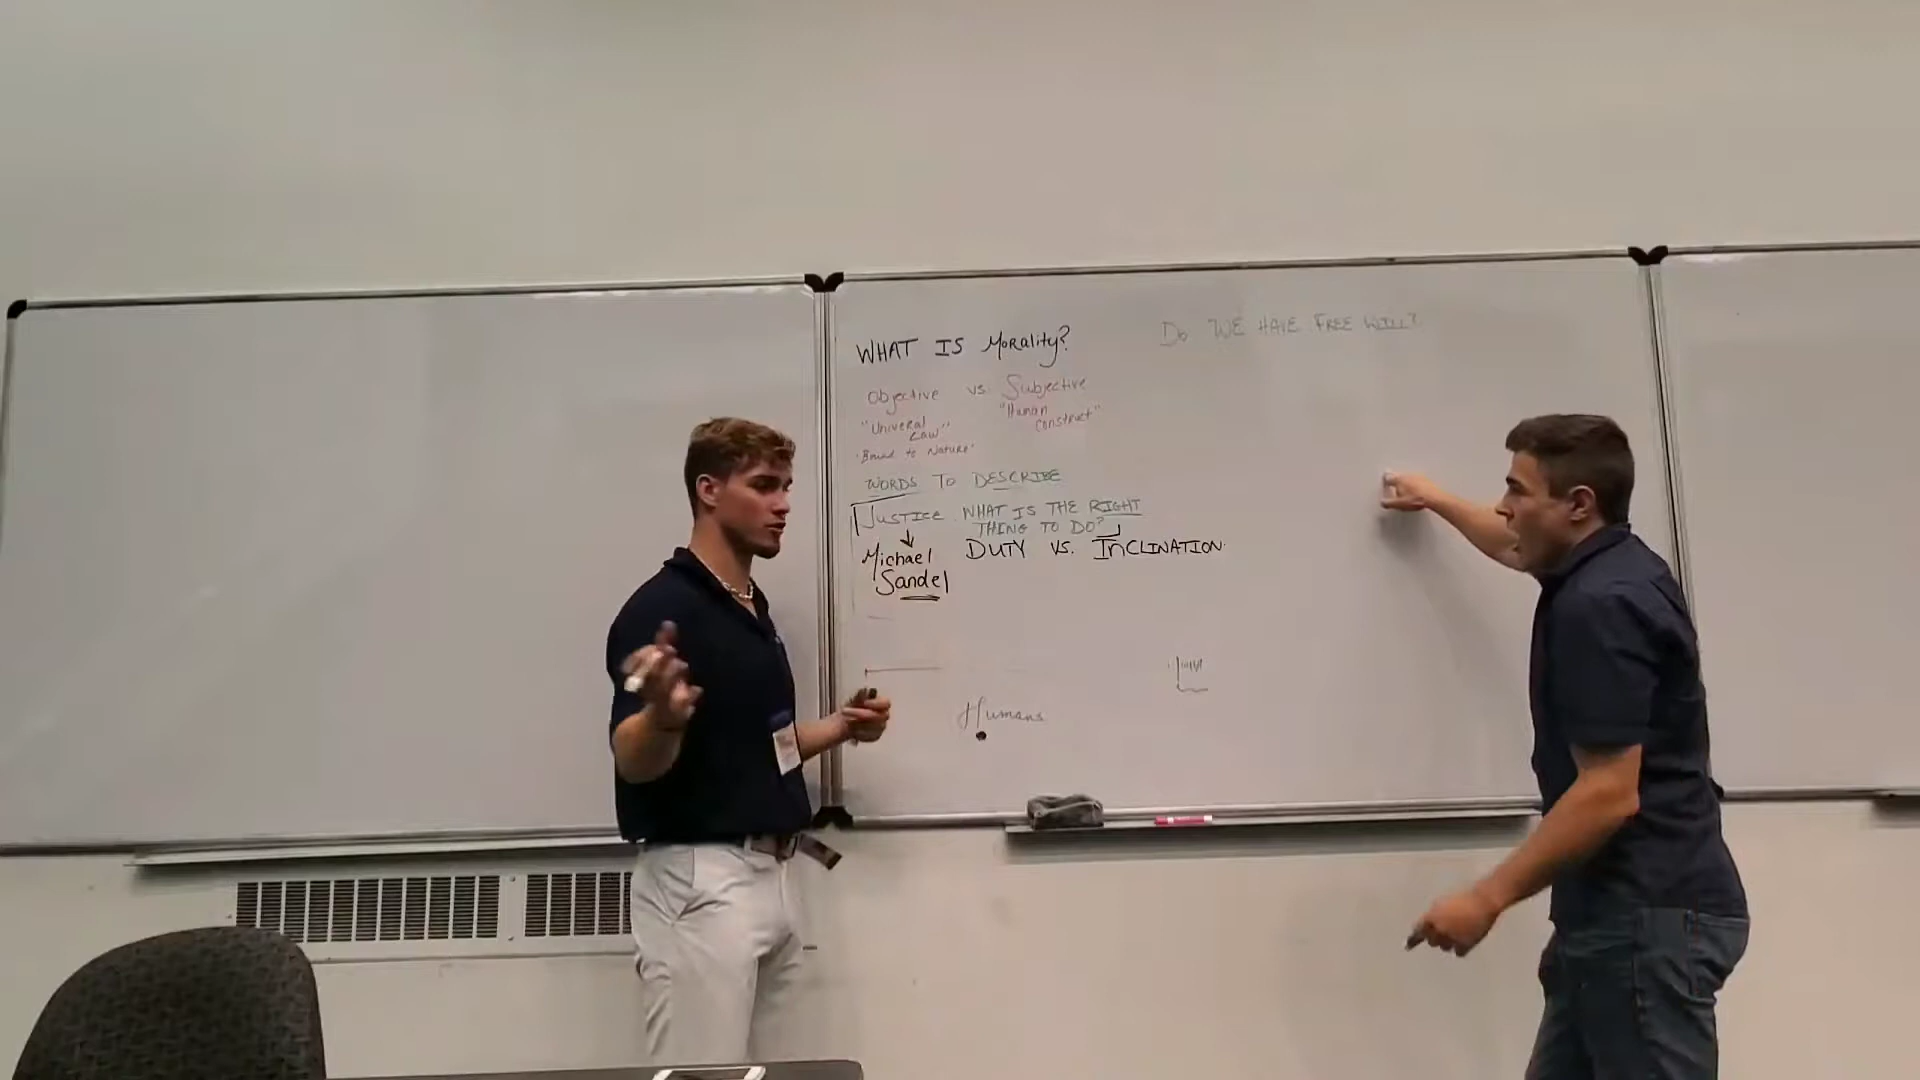 WHAT IS Morality?
Do WE HAVE FREE WILL?
Objective vs. Subjective
"Univeral
Law"
"Human
Construct"
"Bound to Nature"
WORDS TO DESCRIBE
JUSTICE WHAT IS THE RIGHT
THING TO DO?
Michael
Sandel
DUTY VS. INCLINATION
Humans